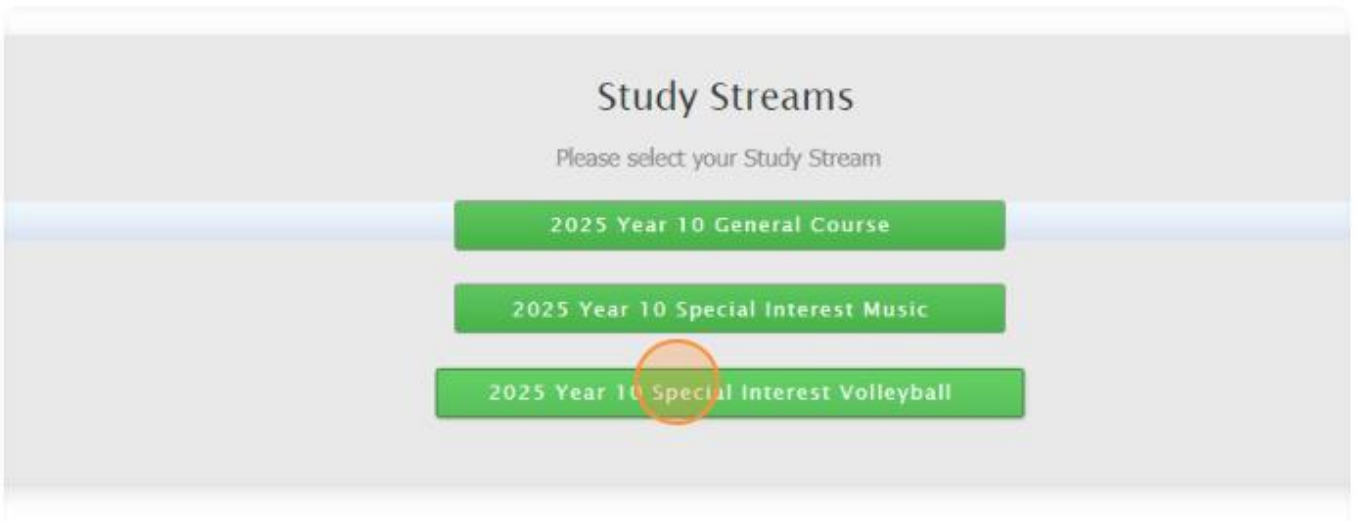 Study Streams
Please select your Study Stream
2025 Year 10 General Course
2025 Year 10 Special Interest Music
2025 Year 10 Special Interest Volleyball